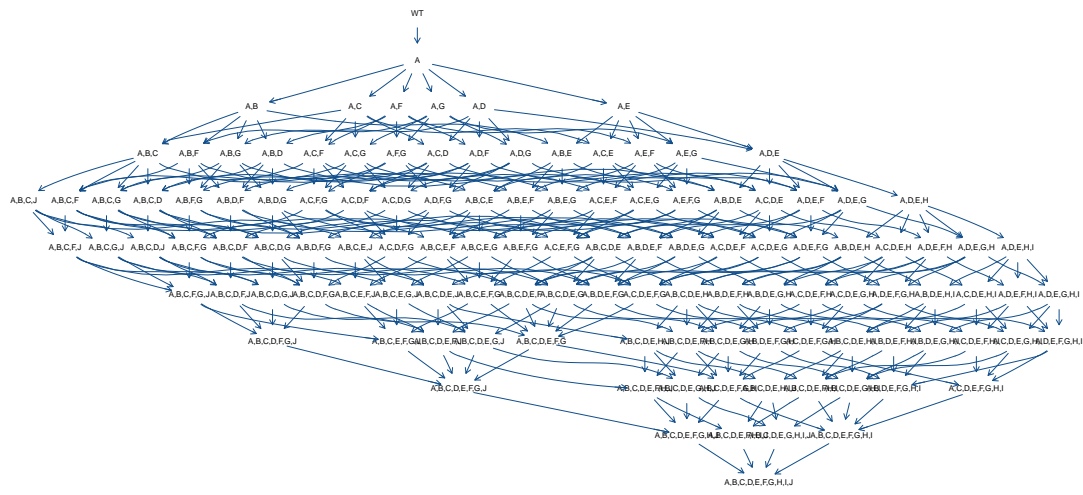 WT
A
A,B A,C A,F A,G A,D A,E
A,B,C A,B,F A,B,G A,B,D A,C,F A,C,G A,F,G A,C,D A,D,F A,D,G A,B,E A,C,E A,E,F A,E,G A,D,E
A,B,C,J A,B,C,F A,B,C,G A,B,C,D A,B,F,G A,B,D,F A,B,D,G A,C,F,G A,C,D,F A,C,D,G A,D,F,G A,B,C,E A,B,E,F A,B,E,G A,C,E,F A,C,E,G A,E,F,G A,B,D,E A,C,D,E A,D,E,F A,D,E,G A,D,E,H
A,B,C,F,J A,B,C,G,J A,B,C,D,J A,B,C,F,G A,B,C,D,F A,B,C,D,G A,B,D,F,G A,B,C,E,J A,C,D,F,G A,B,C,E,F A,B,C,E,G A,B,E,F,G A,C,E,F,G A,B,C,D,E A,B,D,E,F A,B,D,E,G A,C,D,E,F A,C,D,E,G A,D,E,F,G A,B,D,E,H A,C,D,E,H A,D,E,F,H A,D,E,G,H A,D,E,H,I
A,B,C,F,G,J A,B,C,D,F,J A,B,C,D,G,J A,B,C,D,F,G A,B,C,E,F,J A,B,C,E,G,J A,B,C,D,E,J A,B,C,E,F,G A,B,C,D,E,F A,B,C,D,E,G A,B,D,E,F,G A,C,D,E,F,G A,B,C,D,E,H A,B,D,E,F,H A,B,D,E,G,H A,C,D,E,F,H A,C,D,E,G,H A,D,E,F,G,H A,B,D,E,H,I A,C,D,E,H,I A,D,E,F,H,I A,D,E,G,H,I
A,B,C,D,F,G,J A,B,C,E,F,G,J A,B,C,D,E,F,J A,B,C,D,E,G,J A,B,C,D,E,F,G A,B,C,D,E,H,J A,B,C,D,E,F,H A,B,C,D,E,G,H A,B,D,E,F,G,H A,C,D,E,F,G,H A,B,C,D,E,H,I A,B,D,E,F,H,I A,B,D,E,G,H,I A,C,D,E,F,H,I A,C,D,E,G,H,I A,D,E,F,G,H,I
A,B,C,D,E,F,G,J A,B,C,D,E,F,H,J A,B,C,D,E,G,H,J A,B,C,D,E,F,G,H A,B,C,D,E,H,I,J A,B,C,D,E,F,H,I A,B,C,D,E,G,H,I A,B,D,E,F,G,H,I A,C,D,E,F,G,H,I
A,B,C,D,E,F,G,H,J A,B,C,D,E,F,H,I,J A,B,C,D,E,G,H,I,J A,B,C,D,E,F,G,H,I
A,B,C,D,E,F,G,H,I,J